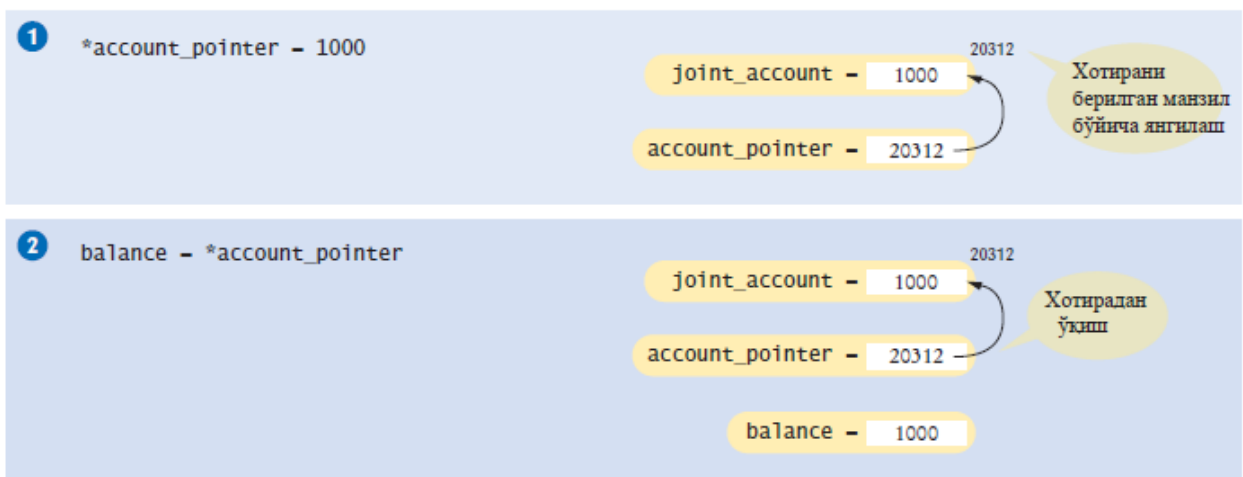 1
*account_pointer = 1000
20312
joint_account = 1000
Хотирани
берилган манзил
бўйича янгилаш
account_pointer = 20312
2
balance = *account_pointer
20312
joint_account = 1000
Хотирадан
ўқиш
account_pointer = 20312
balance = 1000